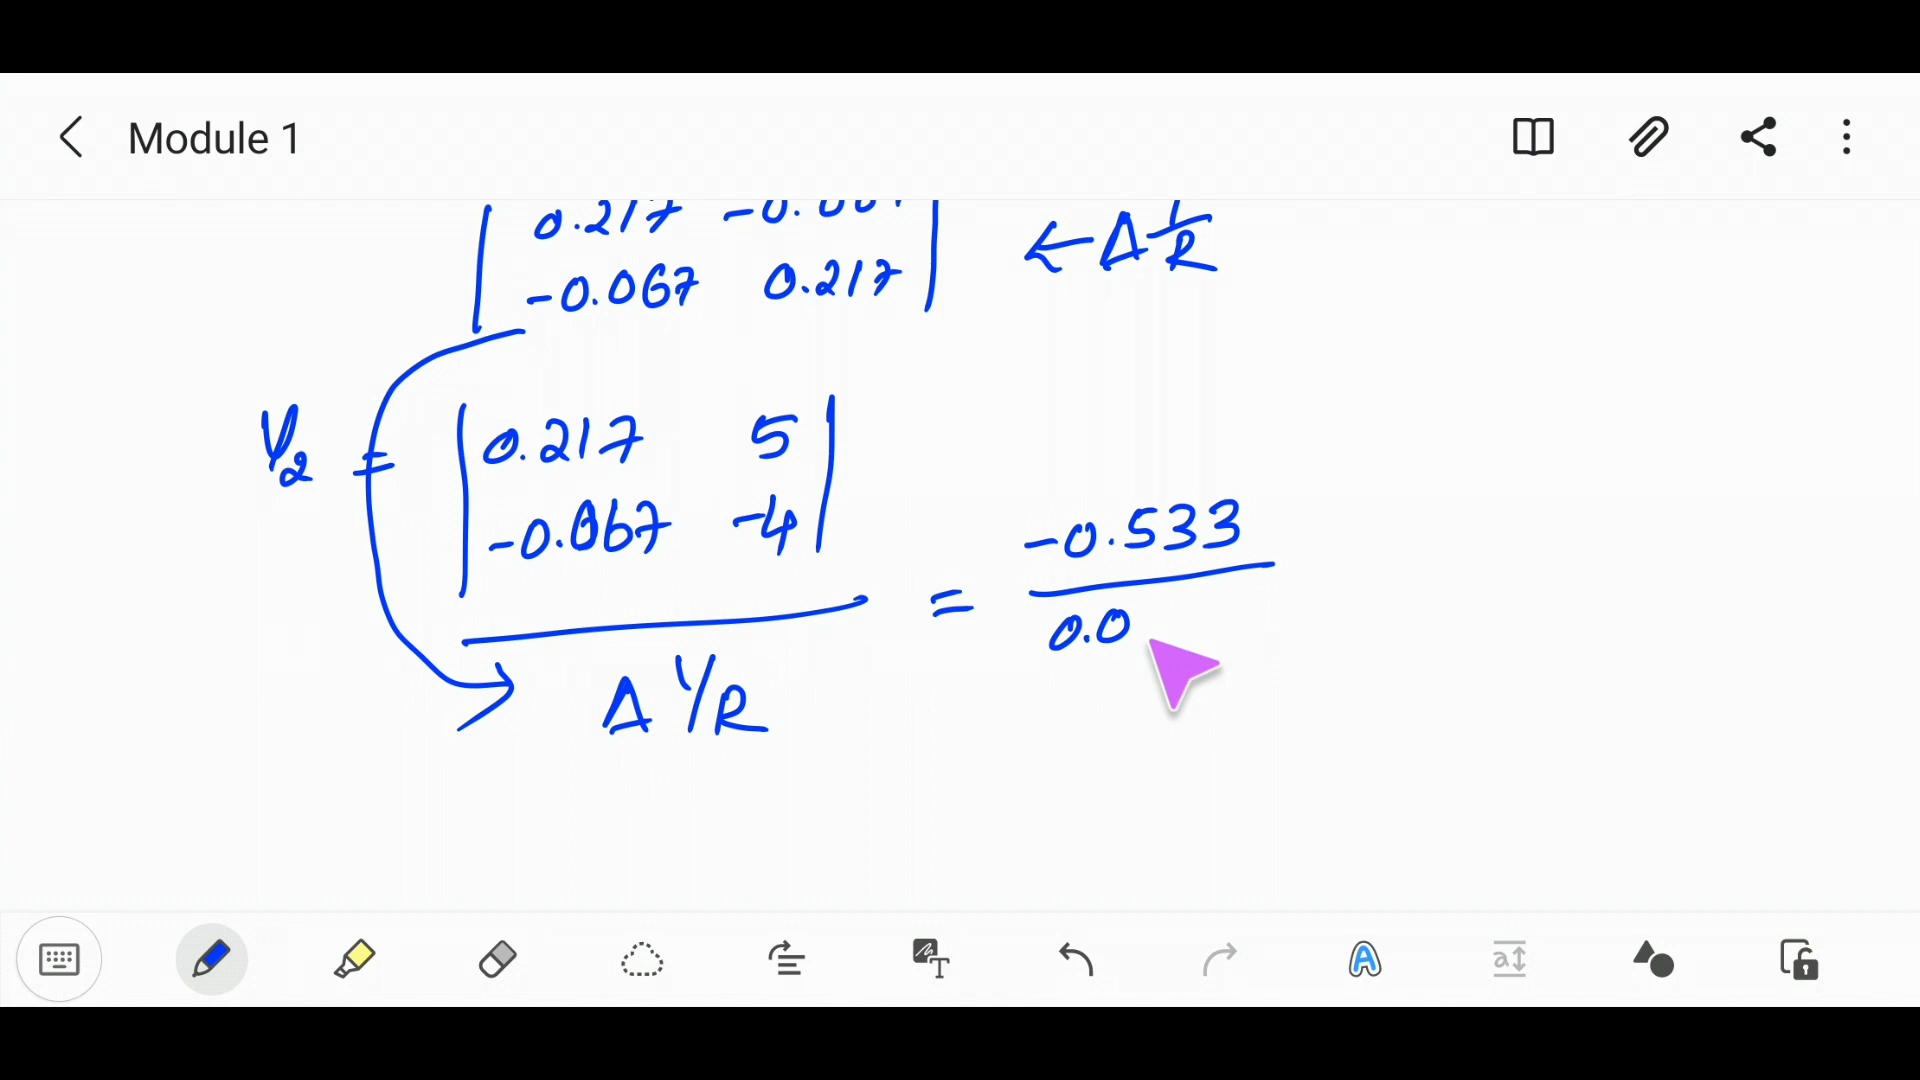 Module 1
0.217
← Δ 1/R
-0.067 0.217
V2 = | 0.217 5 |
| -0.067 -4 |
= -0.533 / 0.0
Δ 1/R